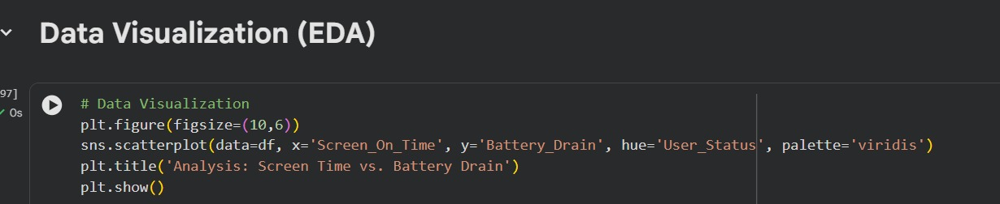 Data Visualization (EDA)
97]
0s
# Data Visualization
plt.figure(figsize=(10,6))
sns.scatterplot(data=df, x='Screen_On_Time', y='Battery_Drain', hue='User_Status', palette='viridis')
plt.title('Analysis: Screen Time vs. Battery Drain')
plt.show()